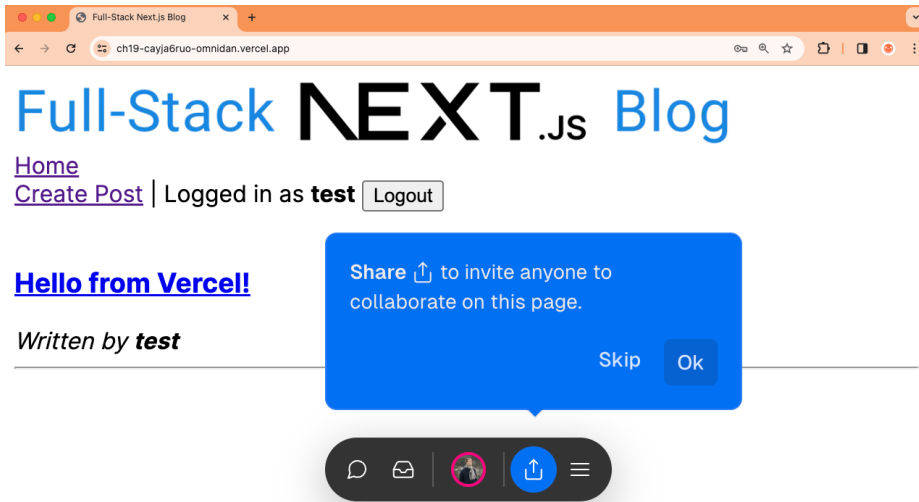 Full-Stack Next.js Blog
ch19-cayja6ruo-omnidan.vercel.app
Full-Stack NEXT.JS Blog
Home
Create Post | Logged in as test Logout
Hello from Vercel!
Written by test
Share to invite anyone to
collaborate on this page.
Skip Ok